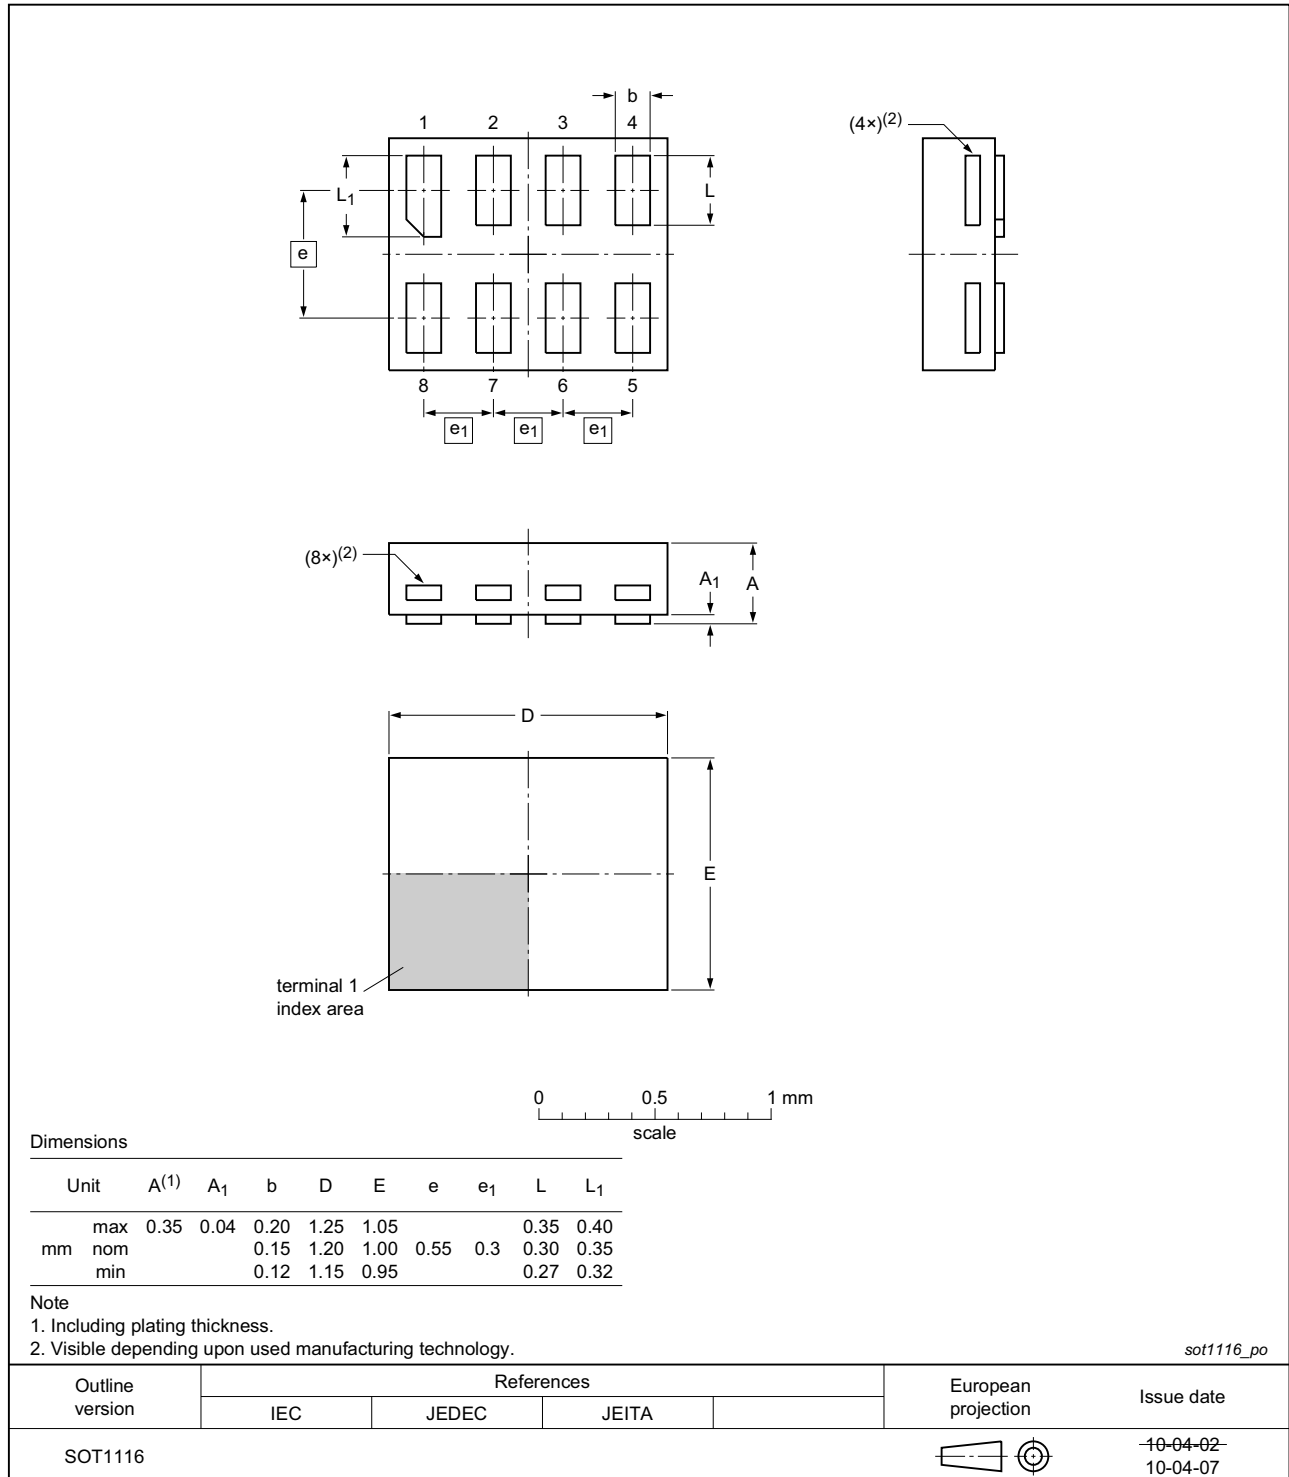 b
1 2 3 4
(4×)(2)
L1
L
e
8 7 6 5
e1 e1 e1
(8×)(2)
A1 A
D
E
terminal 1
index area
0 0.5 1 mm
scale
Dimensions
Unit A(1) A1 b D E e e1 L L1
max 0.35 0.04 0.20 1.25 1.05 0.35 0.40
mm nom 0.15 1.20 1.00 0.55 0.3 0.30 0.35
min 0.12 1.15 0.95 0.27 0.32
Note
1. Including plating thickness.
2. Visible depending upon used manufacturing technology.
sot1116_po
Outline version
References
IEC JEDEC JEITA
European projection
Issue date
SOT1116
10-04-02
10-04-07